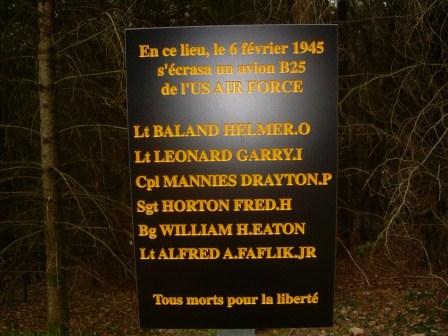 En ce lieu, le 6 février 1945
s'écrasa un avion B25
de l'US AIR FORCE
Lt BALAND HELMER.O
Lt LEONARD GARRY.I
Cpl MANNIES DRAYTON.P
Sgt HORTON FRED.H
Bg WILLIAM H.EATON
Lt ALFRED A.FAFLIK.JR
Tous morts pour la liberté